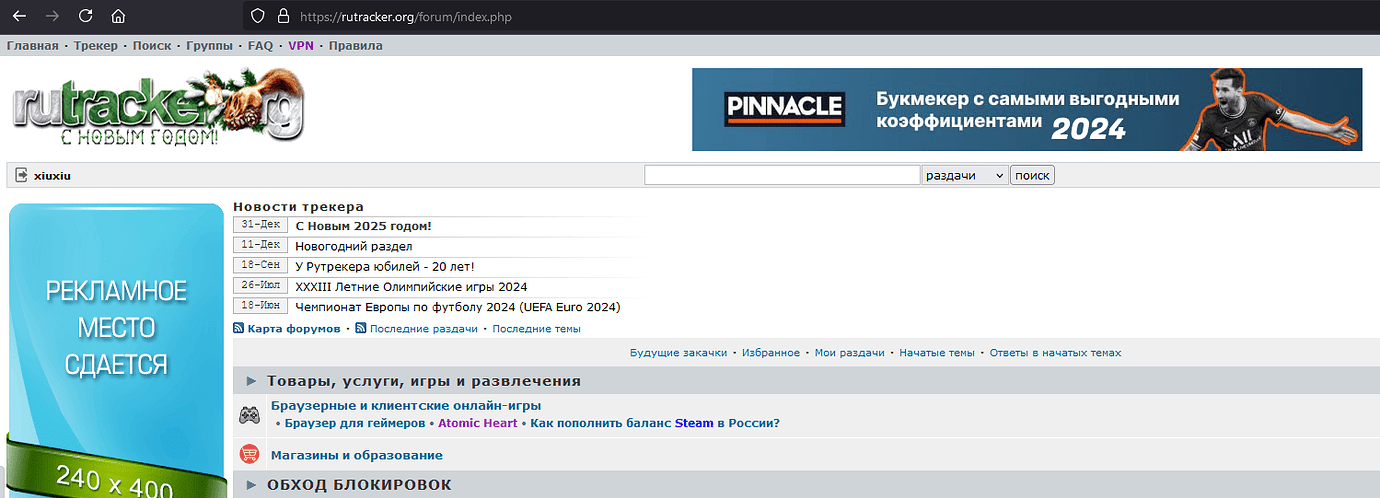 https://rutracker.org/forum/index.php
Главная · Трекер · Поиск · Группы · FAQ · VPN · Правила
rutracker.org
С НОВЫМ ГОДОМ!
PINNACLE
Букмекер с самыми выгодными
коэффициентами 2024
xiuxiu
раздачи
поиск
РЕКЛАМНОЕ
МЕСТО
СДАЕТСЯ
240 x 400
Новости трекера
31-Дек С Новым 2025 годом!
11-Дек Новогодний раздел
18-Сен У Рутрекера юбилей - 20 лет!
26-Июл XXXIII Летние Олимпийские игры 2024
18-Июн Чемпионат Европы по футболу 2024 (UEFA Euro 2024)
Карта форумов · Последние раздачи · Последние темы
Будущие закачки · Избранное · Мои раздачи · Начатые темы · Ответы в начатых темах
Товары, услуги, игры и развлечения
Браузерные и клиентские онлайн-игры
• Браузер для геймеров • Atomic Heart • Как пополнить баланс Steam в России?
Магазины и образование
ОБХОД БЛОКИРОВОК